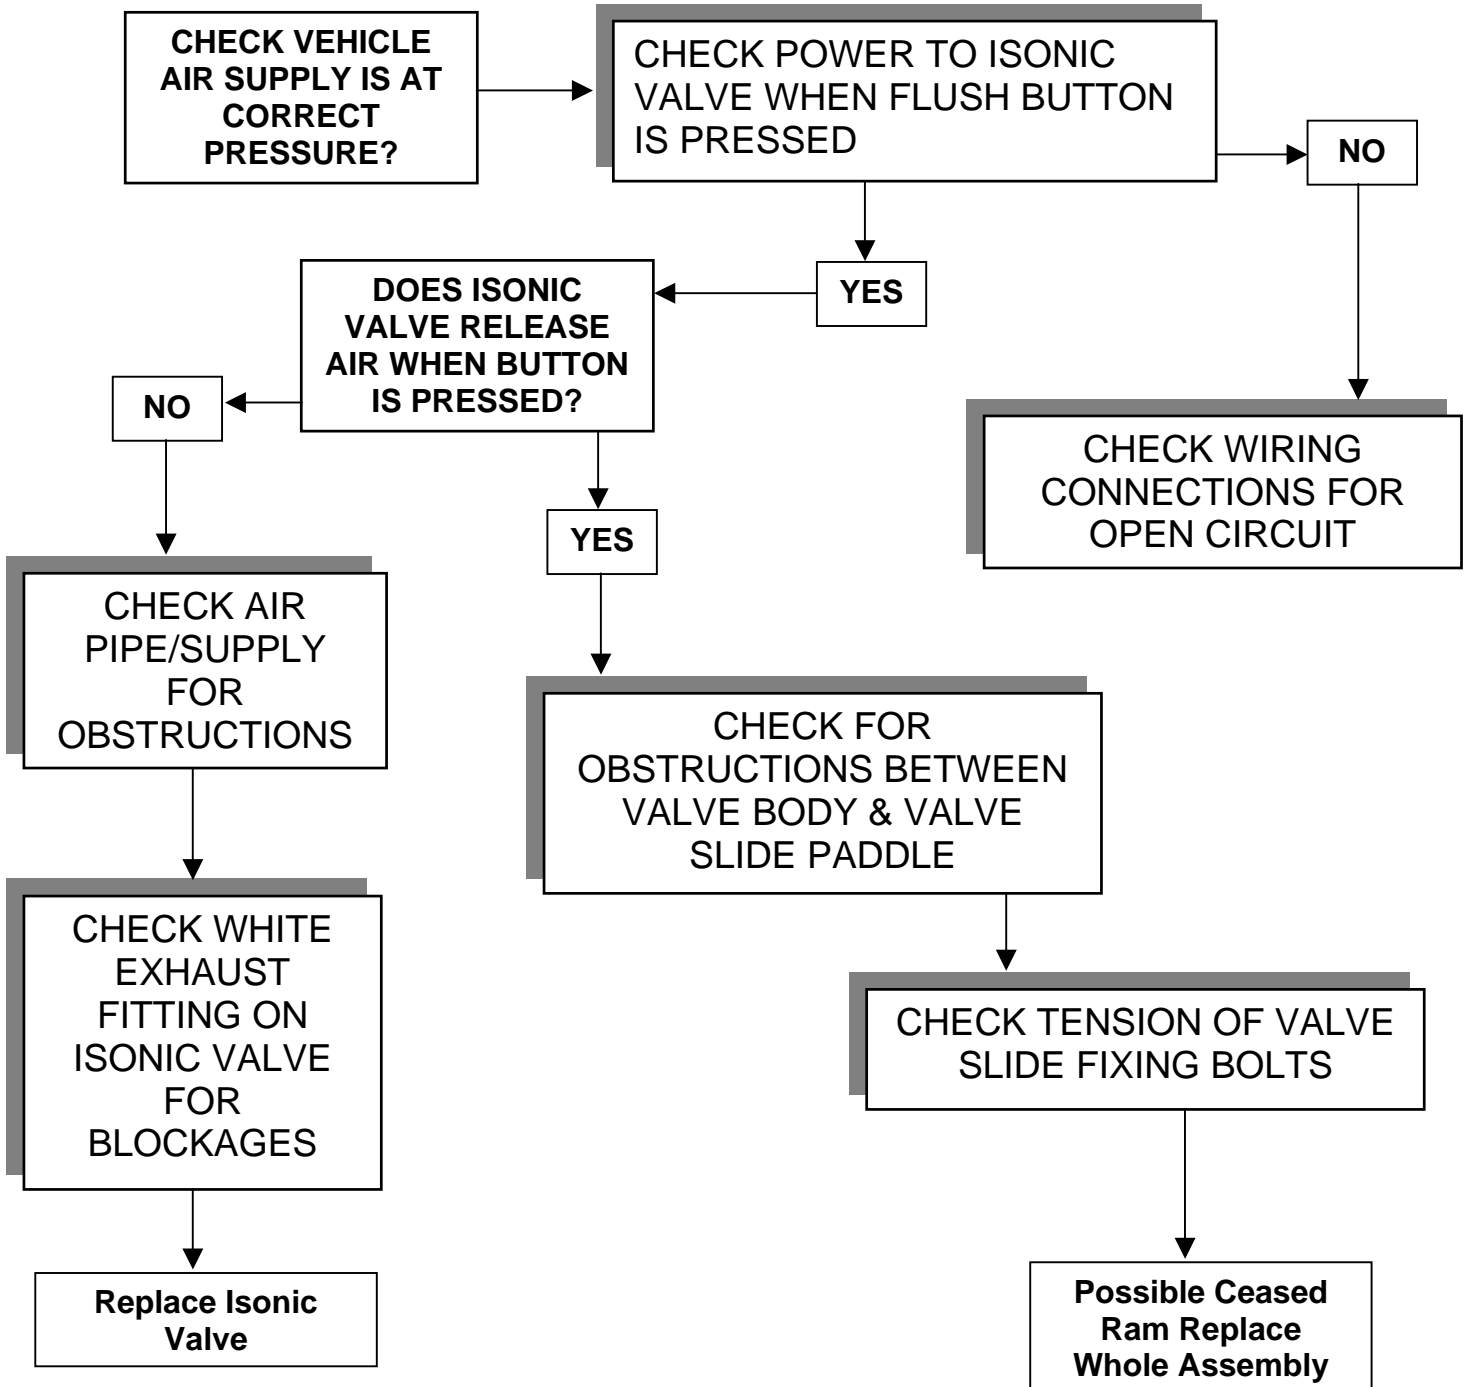 CHECK VEHICLE
AIR SUPPLY IS AT
CORRECT
PRESSURE?
CHECK POWER TO ISONIC
VALVE WHEN FLUSH BUTTON
IS PRESSED
NO
YES
DOES ISONIC
VALVE RELEASE
AIR WHEN BUTTON
IS PRESSED?
NO
YES
CHECK WIRING
CONNECTIONS FOR
OPEN CIRCUIT
CHECK AIR
PIPE/SUPPLY
FOR
OBSTRUCTIONS
CHECK FOR
OBSTRUCTIONS BETWEEN
VALVE BODY & VALVE
SLIDE PADDLE
CHECK WHITE
EXHAUST
FITTING ON
ISONIC VALVE
FOR
BLOCKAGES
CHECK TENSION OF VALVE
SLIDE FIXING BOLTS
Replace Isonic
Valve
Possible Ceased
Ram Replace
Whole Assembly